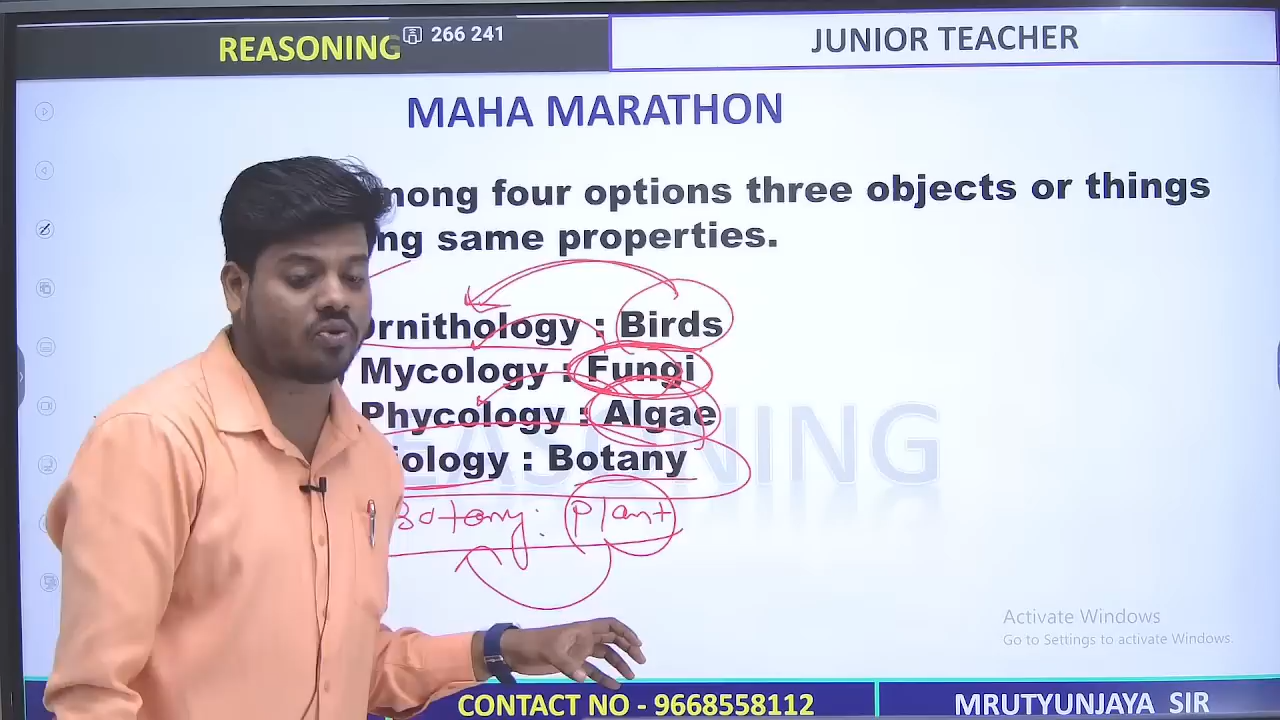 REASONING 266 241 JUNIOR TEACHER
MAHA MARATHON
mong four options three objects or things
ng same properties.
rnithology : Birds
Mycology : Fungi
Phycology : Algae
iology : Botany
REASONING
Botany : Plant
Activate Windows
Go to Settings to activate Windows.
CONTACT NO - 9668558112 MRUTYUNJAYA SIR